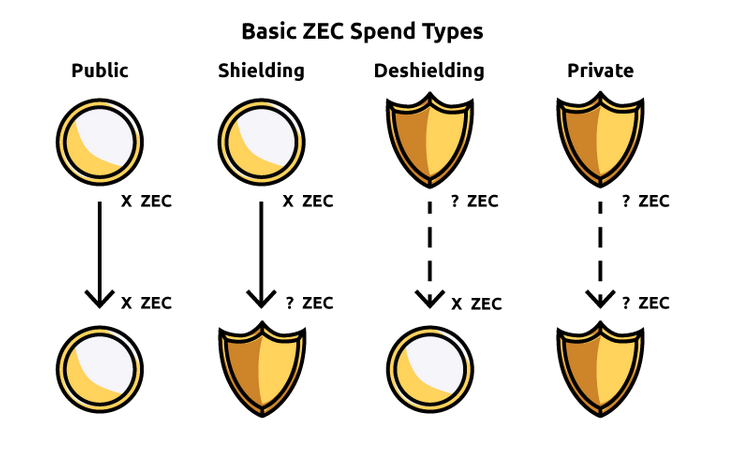 Basic ZEC Spend Types
Public Shielding Deshielding Private
X ZEC X ZEC ? ZEC ? ZEC
X ZEC ? ZEC X ZEC ? ZEC